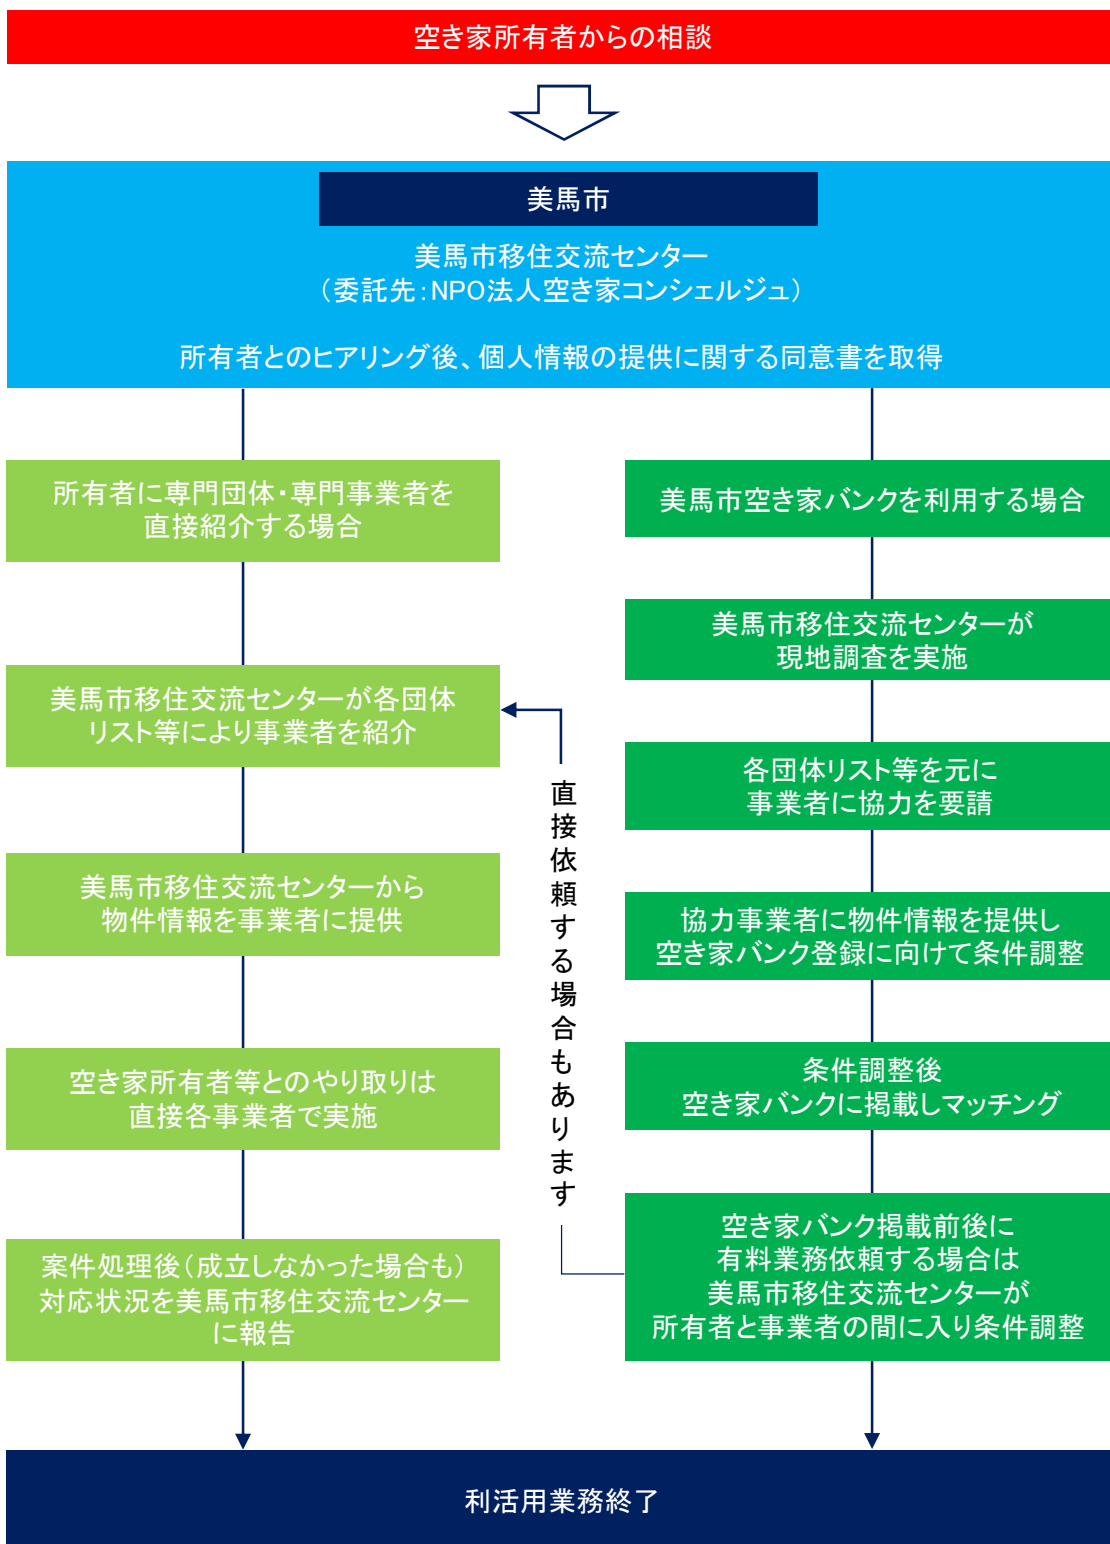 空き家所有者からの相談
美馬市
美馬市移住交流センター
（委託先：NPO法人空き家コンシェルジュ）
所有者とのヒアリング後、個人情報の提供に関する同意書を取得
所有者に専門団体・専門事業者を
直接紹介する場合
美馬市移住交流センターが各団体
リスト等により事業者を紹介
美馬市移住交流センターから
物件情報を事業者に提供
空き家所有者等とのやり取りは
直接各事業者で実施
案件処理後（成立しなかった場合も）
対応状況を美馬市移住交流センター
に報告
直接依頼する場合もあります
美馬市空き家バンクを利用する場合
美馬市移住交流センターが
現地調査を実施
各団体リスト等を元に
事業者に協力を要請
協力事業者に物件情報を提供し
空き家バンク登録に向けて条件調整
条件調整後
空き家バンクに掲載しマッチング
空き家バンク掲載前後に
有料業務依頼する場合は
美馬市移住交流センターが
所有者と事業者の間に入り条件調整
利活用業務終了